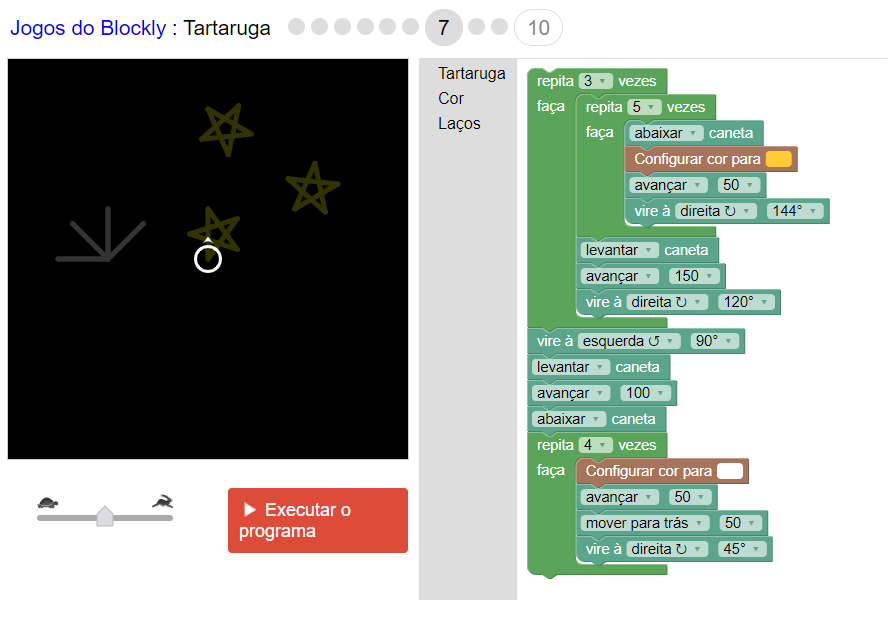 Jogos do Blockly : Tartaruga 7 10
Tartaruga
Cor
Laços
repita 3 vezes
faça repita 5 vezes
faça abaixar caneta
Configurar cor para
avançar 50
vire à direita ↻ 144°
levantar caneta
avançar 150
vire à direita ↻ 120°
vire à esquerda ↺ 90°
levantar caneta
avançar 100
abaixar caneta
repita 4 vezes
faça Configurar cor para
avançar 50
mover para trás 50
vire à direita ↻ 45°
Executar o
programa